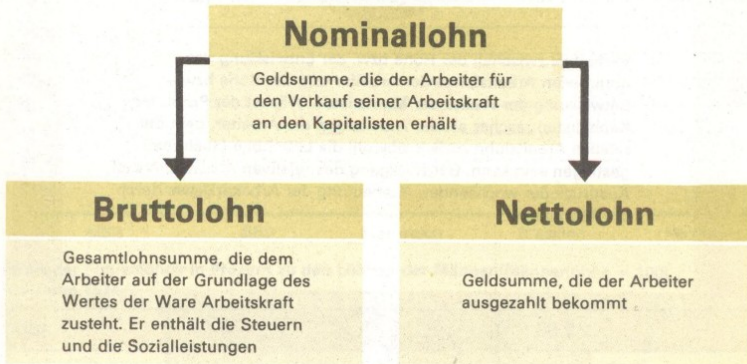 Nominallohn
Geldsumme, die der Arbeiter für
den Verkauf seiner Arbeitskraft
an den Kapitalisten erhält
Bruttolohn
Gesamtlohnsumme, die dem
Arbeiter auf der Grundlage des
Wertes der Ware Arbeitskraft
zusteht. Er enthält die Steuern
und die Sozialleistungen
Nettolohn
Geldsumme, die der Arbeiter
ausgezahlt bekommt